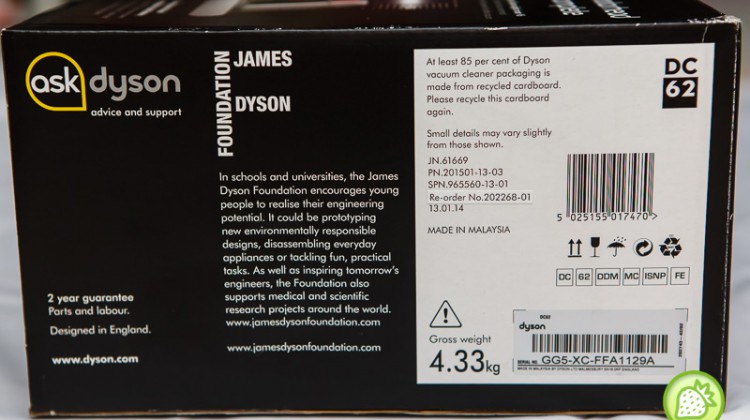 ask dyson
advice and support
2 year guarantee
Parts and labour.
Designed in England.
www.dyson.com
JAMES
DYSON
FOUNDATION
In schools and universities, the James
Dyson Foundation encourages young
people to realise their engineering
potential. It could be prototyping
new environmentally responsible
designs, disassembling everyday
appliances or tackling fun, practical
tasks. As well as inspiring tomorrow's
engineers, the Foundation also
supports medical and scientific
research projects around the world.
www.jamesdysonfoundation.com
www.jamesdysonfoundation.com
At least 85 per cent of Dyson
vacuum cleaner packaging is
made from recycled cardboard.
Please recycle this cardboard
again.
Small details may vary slightly
from those shown.
JN.61669
PN.201501-13-03
SPN.965560-13-01
Re-order No.202268-01
13.01.14
MADE IN MALAYSIA
DC
62
5 025155 017470 >
DC 62 DDM MC ISNP FE
Gross weight
4.33kg
DC62
dyson
SERIAL NO. GG5-XC-FFA1129A